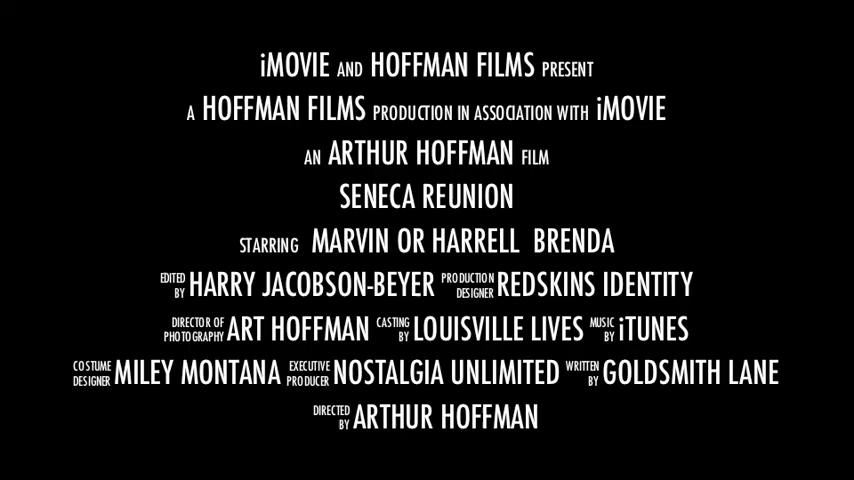 iMOVIE AND HOFFMAN FILMS PRESENT
A HOFFMAN FILMS PRODUCTION IN ASSOCIATION WITH iMOVIE
AN ARTHUR HOFFMAN FILM
SENECA REUNION
STARRING MARVIN OR HARRELL BRENDA
EDITED BY HARRY JACOBSON-BEYER PRODUCTION DESIGNER REDSKINS IDENTITY
DIRECTOR OF PHOTOGRAPHY ART HOFFMAN CASTING BY LOUISVILLE LIVES MUSIC BY iTUNES
COSTUME DESIGNER MILEY MONTANA EXECUTIVE PRODUCER NOSTALGIA UNLIMITED WRITTEN BY GOLDSMITH LANE
DIRECTED BY ARTHUR HOFFMAN